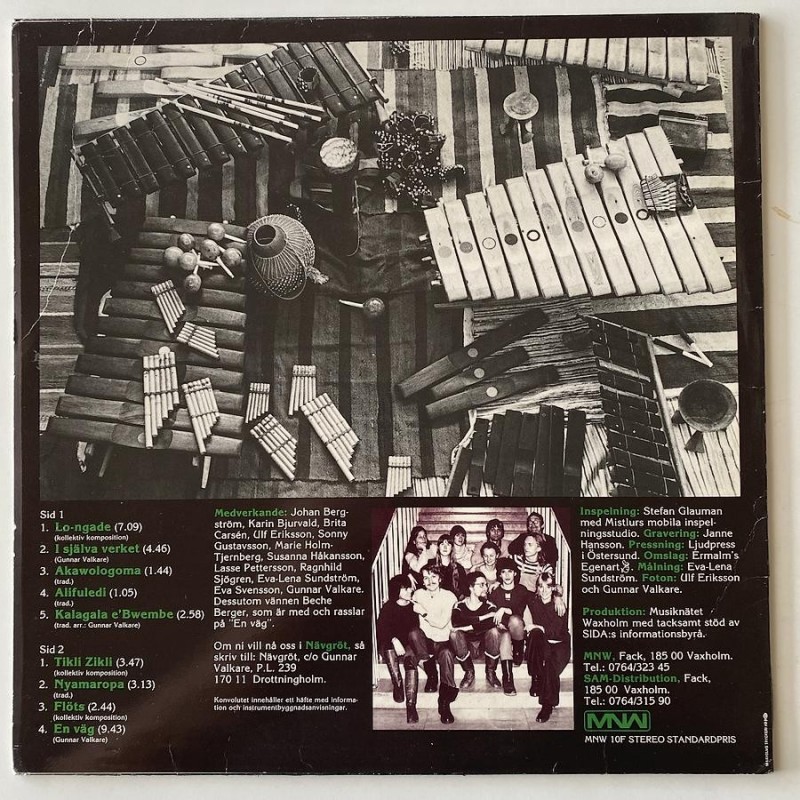 Sid 1
1. Lo-ngade (7.09)
(kollektiv komposition)
2. I själva verket (4.46)
(Gunnar Valkare)
3. Akawologoma (1.44)
(trad.)
4. Alifuledi (1.05)
(trad.)
5. Kalagala e'Bwembe (2.58)
(trad. arr.: Gunnar Valkare)
Sid 2
1. Tikli Zikli (3.47)
(kollektiv komposition)
2. Nyamaropa (3.13)
(trad.)
3. Flöts (2.44)
(kollektiv komposition)
4. En väg (9.43)
(Gunnar Valkare)
Medverkande: Johan Berg-
ström, Karin Bjurvald, Brita
Carsén, Ulf Eriksson, Sonny
Gustavsson, Marie Holm-
Tjernberg, Susanna Håkansson,
Lasse Pettersson, Ragnhild
Sjögren, Eva-Lena Sundström,
Eva Svensson, Gunnar Valkare.
Dessutom vännen Beche
Berger, som är med och rasslar
på "En väg".
Om ni vill nå oss i Nävgröt, så
skriv till: Nävgröt, c/o Gunnar
Valkare, P.L. 239
170 11 Drottningholm.
Konvolutet innehåller ett häfte med informa-
tion och instrumentbyggnadsanvisningar.
Inspelning: Stefan Glauman
med Mistlurs mobila inspel-
ningsstudio. Gravering: Janne
Hansson. Pressning: Ljudpress
i Östersund. Omslag: Ermalm's
Egenart. Målning: Eva-Lena
Sundström. Foton: Ulf Eriksson
och Gunnar Valkare.
Produktion: Musiknätet
Waxholm med tacksamt stöd av
SIDA:s informationsbyrå.
MNW, Fack, 185 00 Vaxholm.
Tel.: 0764/323 45
SAM-Distribution, Fack,
185 00 Vaxholm.
Tel.: 0764/315 90
MNW
MNW 10F STEREO STANDARDPRIS